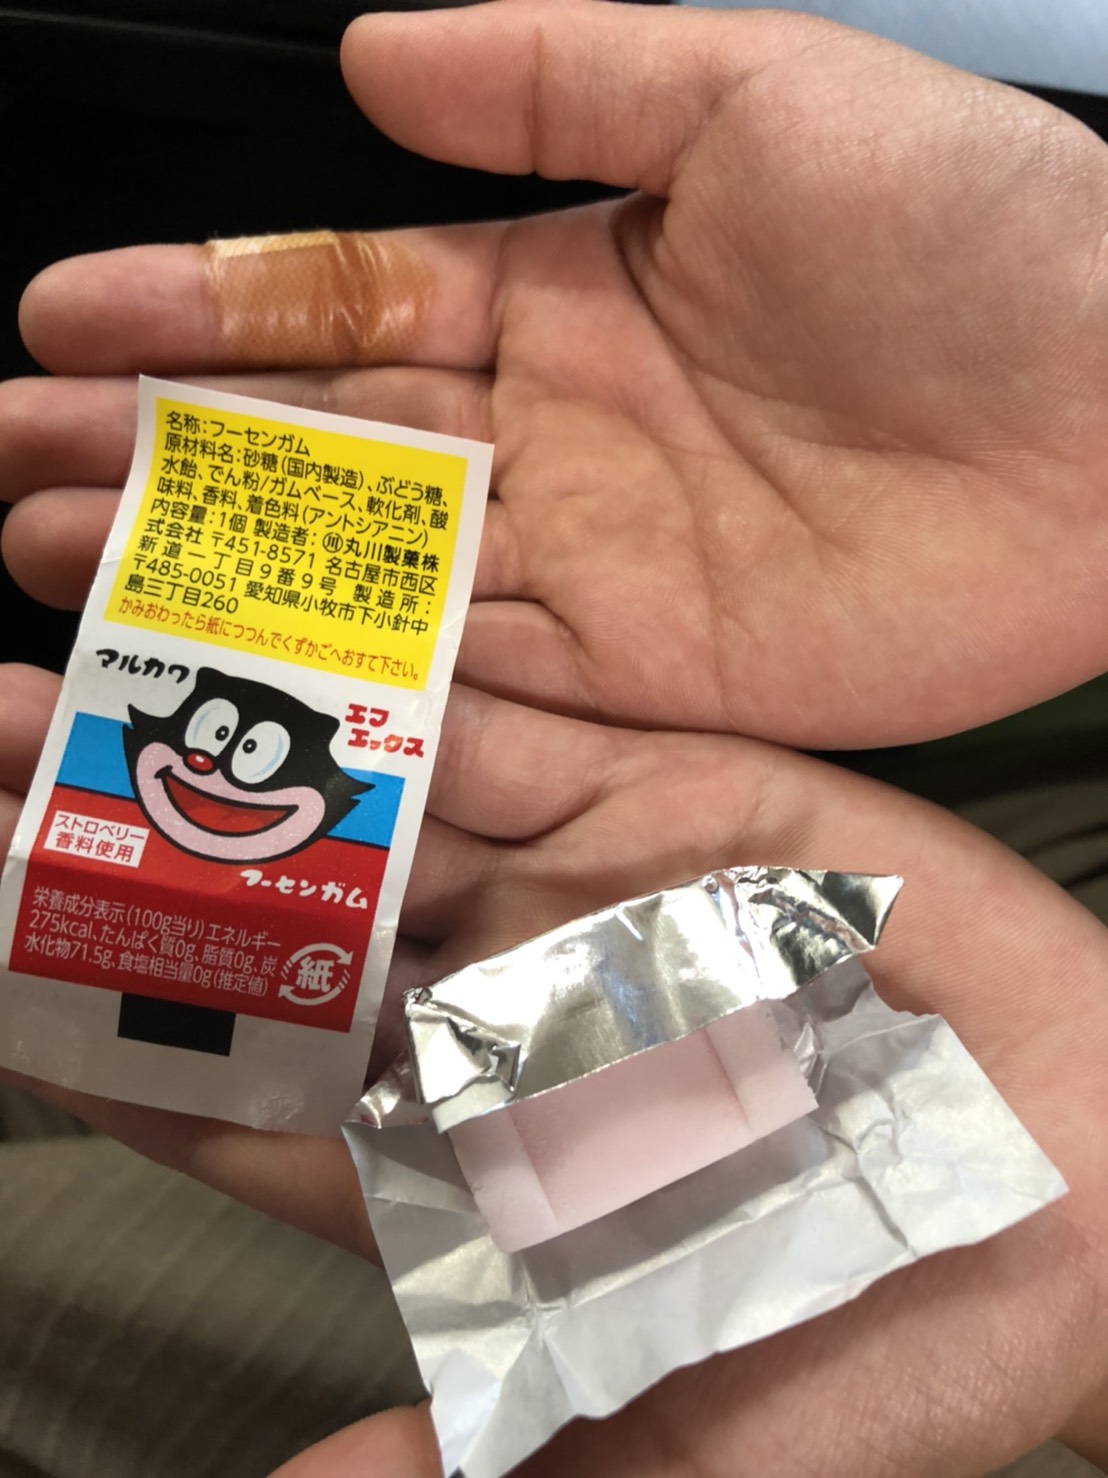 名称:フーセンガム
原材料名:砂糖(国内製造)、ぶどう糖、
水飴、でん粉/ガムベース、軟化剤、酸
味料、香料、着色料(アントシアニン)
内容量:1個 製造者:㊂丸川製菓株
式会社 〒451-8571 名古屋市西区
新道一丁目9番9号 製造所:
〒485-0051 愛知県小牧市下小針中
島三丁目260
かみおわったら紙につつんでくずかごへおすて下さい。
マルカワ
エフ
エックス
ストロベリー
香料使用
フーセンガム
栄養成分表示(100g当り)エネルギー
275kcal、たんぱく質0g、脂質0g、炭
水化物71.5g、食塩相当量0g(推定値)
紙